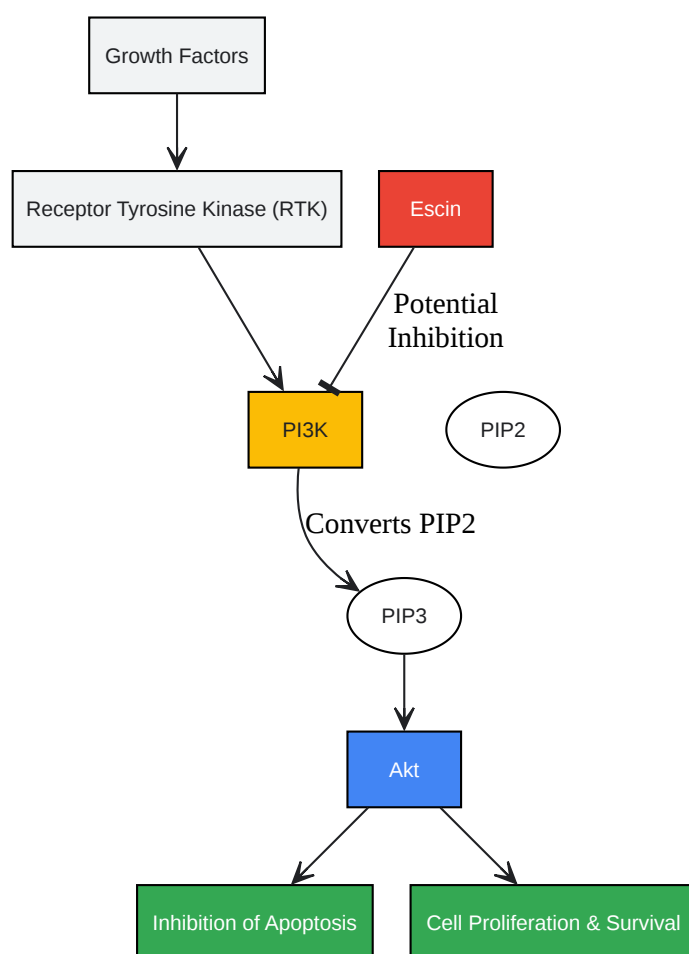 Growth Factors
Receptor Tyrosine Kinase (RTK)
Escin
Potential
Inhibition
PI3K
PIP2
Converts PIP2
PIP3
Akt
Inhibition of Apoptosis
Cell Proliferation & Survival